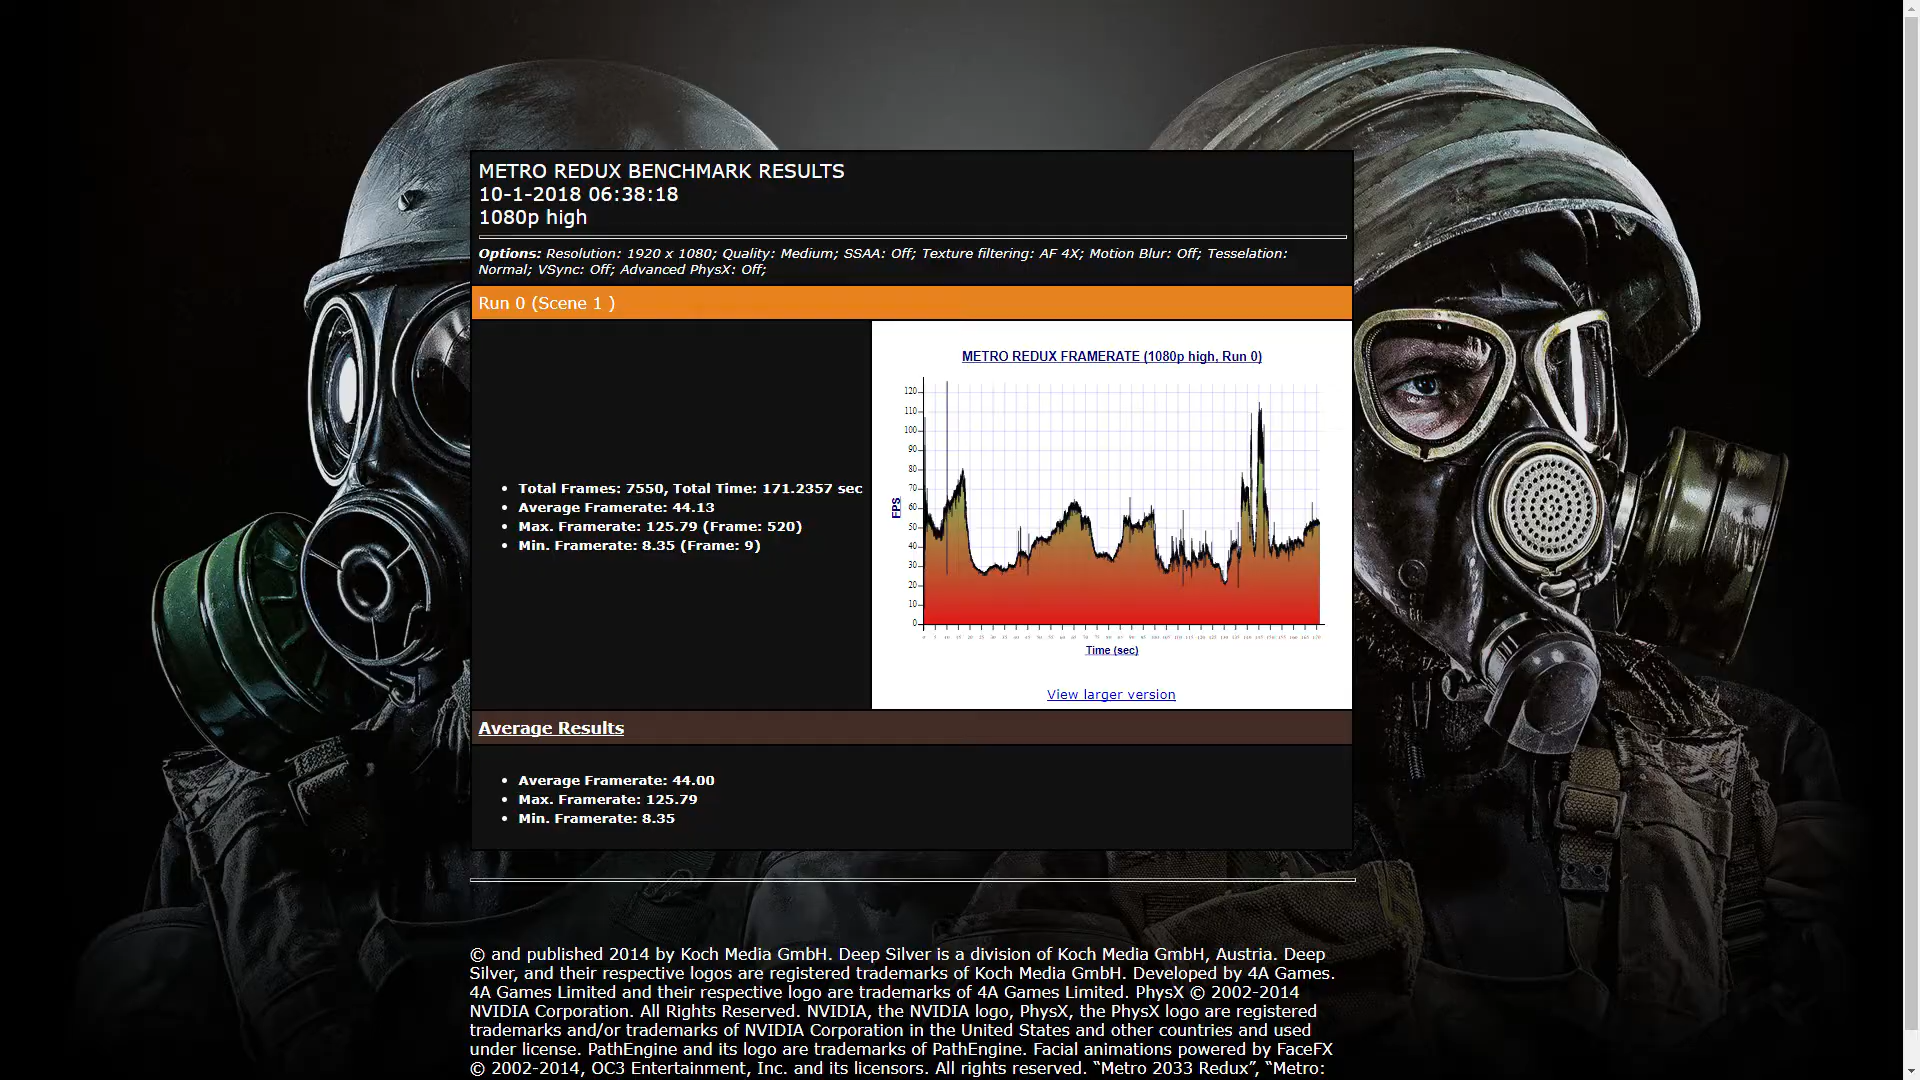 METRO REDUX BENCHMARK RESULTS
10-1-2018 06:38:18
1080p high
Options: Resolution: 1920 x 1080; Quality: Medium; SSAA: Off; Texture filtering: AF 4X; Motion Blur: Off; Tesselation:
Normal; VSync: Off; Advanced PhysX: Off;
Run 0 (Scene 1 )
• Total Frames: 7550, Total Time: 171.2357 sec
• Average Framerate: 44.13
• Max. Framerate: 125.79 (Frame: 520)
• Min. Framerate: 8.35 (Frame: 9)
METRO REDUX FRAMERATE (1080p high, Run 0)
120
110
100
90
80
70
60
50
40
30
20
10
0
FPS
Time (sec)
View larger version
Average Results
• Average Framerate: 44.00
• Max. Framerate: 125.79
• Min. Framerate: 8.35
© and published 2014 by Koch Media GmbH. Deep Silver is a division of Koch Media GmbH, Austria. Deep
Silver, and their respective logos are registered trademarks of Koch Media GmbH. Developed by 4A Games.
4A Games Limited and their respective logo are trademarks of 4A Games Limited. PhysX © 2002-2014
NVIDIA Corporation. All Rights Reserved. NVIDIA, the NVIDIA logo, PhysX, the PhysX logo are registered
trademarks and/or trademarks of NVIDIA Corporation in the United States and other countries and used
under license. PathEngine and its logo are trademarks of PathEngine. Facial animations powered by FaceFX
© 2002-2014, OC3 Entertainment, Inc. and its licensors. All rights reserved. “Metro 2033 Redux”, “Metro: